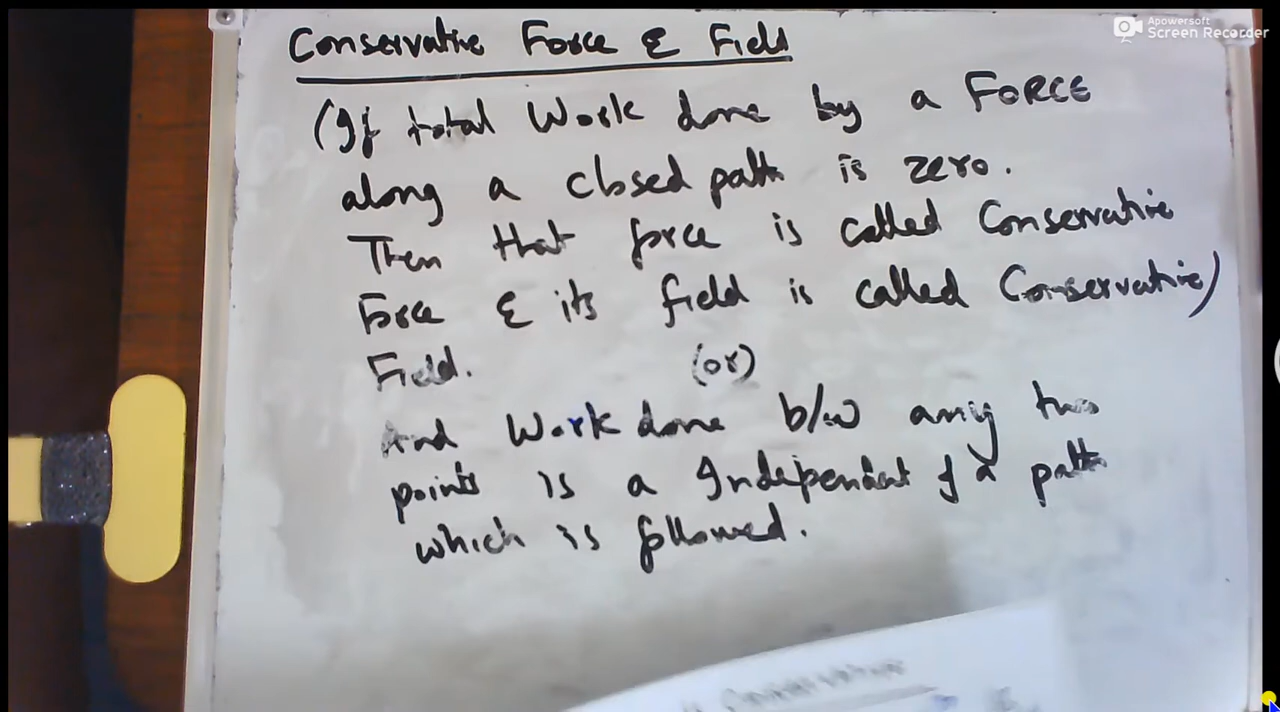 Conservative Force & Field
(If total Work done by a FORCE
along a closed path is zero.
Then that force is called Conservative
Force & its field is called Conservative)
Field. (or)
And Work done b/w any two
points is a Independent of a path
which is followed.
Conservative
Apowersoft
Screen Recorder